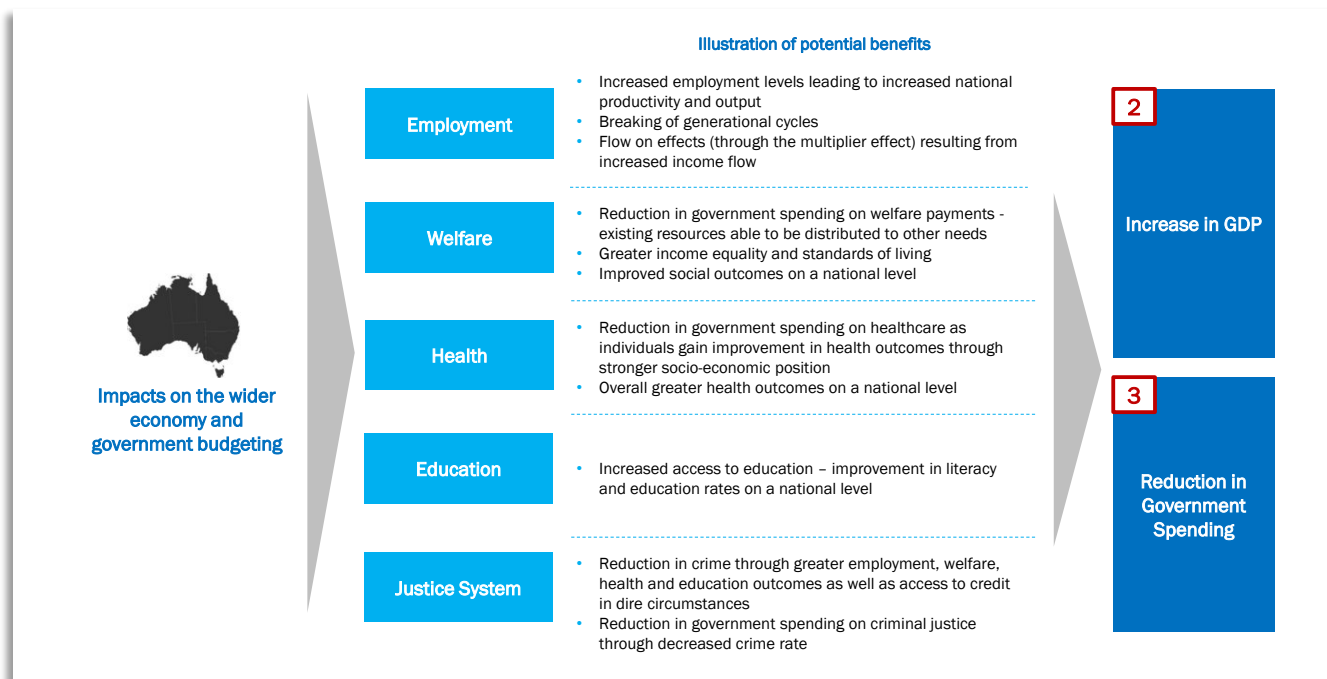 Illustration of potential benefits
Impacts on the wider
economy and
government budgeting
Employment
• Increased employment levels leading to increased national
productivity and output
• Breaking of generational cycles
• Flow on effects (through the multiplier effect) resulting from
increased income flow
Welfare
• Reduction in government spending on welfare payments -
existing resources able to be distributed to other needs
• Greater income equality and standards of living
• Improved social outcomes on a national level
Health
• Reduction in government spending on healthcare as
individuals gain improvement in health outcomes through
stronger socio-economic position
• Overall greater health outcomes on a national level
Education
• Increased access to education – improvement in literacy
and education rates on a national level
Justice System
• Reduction in crime through greater employment, welfare,
health and education outcomes as well as access to credit
in dire circumstances
• Reduction in government spending on criminal justice
through decreased crime rate
2
Increase in GDP
3
Reduction in
Government
Spending